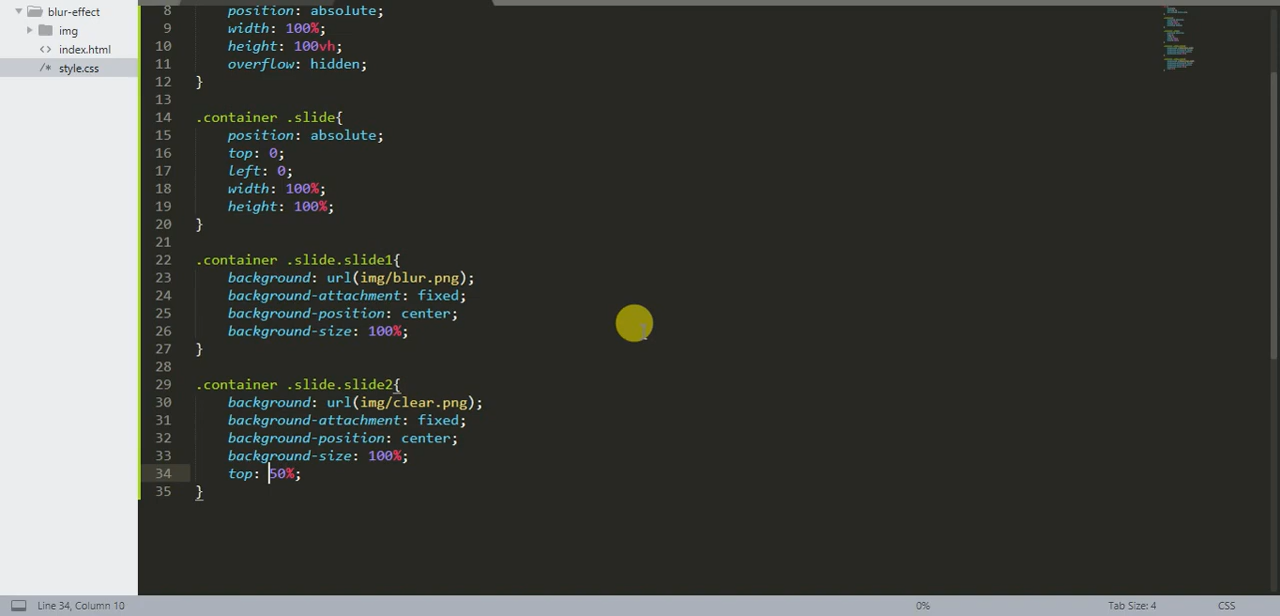 blur-effect
img
index.html
/* style.css
8 position: absolute;
9 width: 100%;
10 height: 100vh;
11 overflow: hidden;
12 }
13
14 .container .slide{
15 position: absolute;
16 top: 0;
17 left: 0;
18 width: 100%;
19 height: 100%;
20 }
21
22 .container .slide.slide1{
23 background: url(img/blur.png);
24 background-attachment: fixed;
25 background-position: center;
26 background-size: 100%;
27 }
28
29 .container .slide.slide2{
30 background: url(img/clear.png);
31 background-attachment: fixed;
32 background-position: center;
33 background-size: 100%;
34 top: 50%;
35 }
Line 34, Column 10 0% Tab Size: 4 CSS